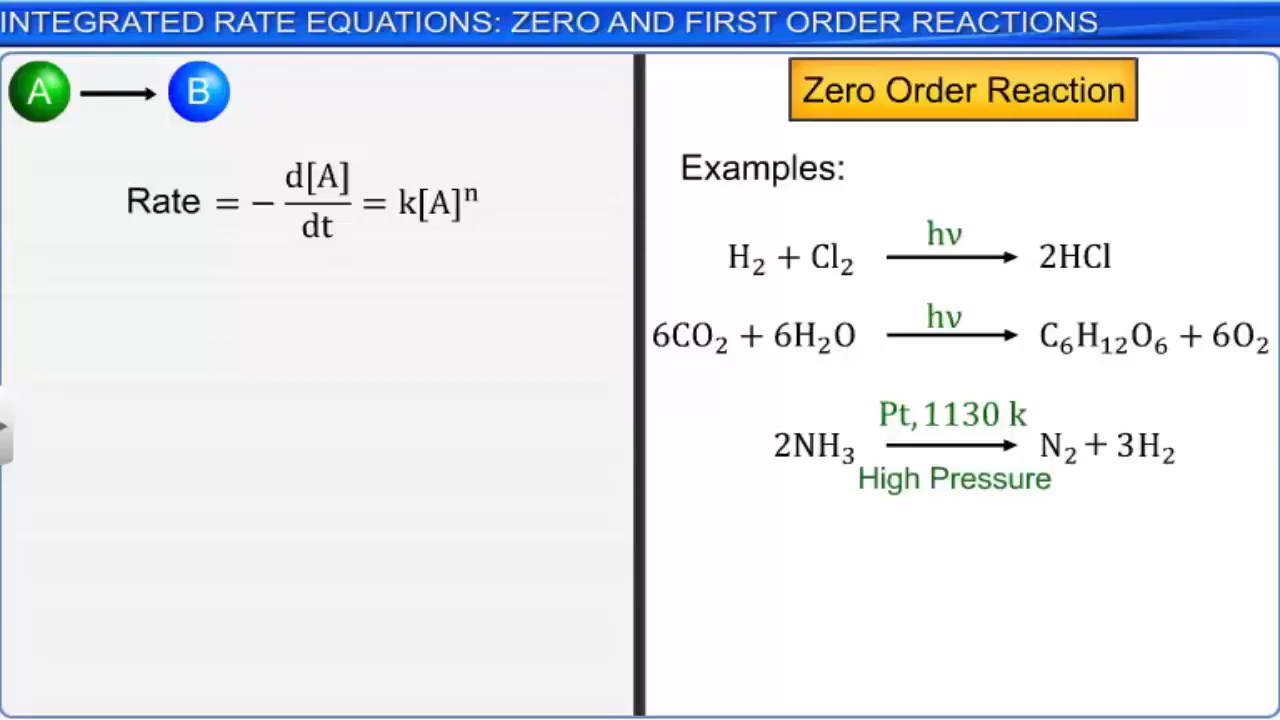 INTEGRATED RATE EQUATIONS: ZERO AND FIRST ORDER REACTIONS
A → B
Rate = − d[A]/dt = k[A]ⁿ
Zero Order Reaction
Examples:
hν
H₂ + Cl₂ → 2HCl
hν
6CO₂ + 6H₂O → C₆H₁₂O₆ + 6O₂
Pt, 1130 k
2NH₃ → N₂ + 3H₂
High Pressure